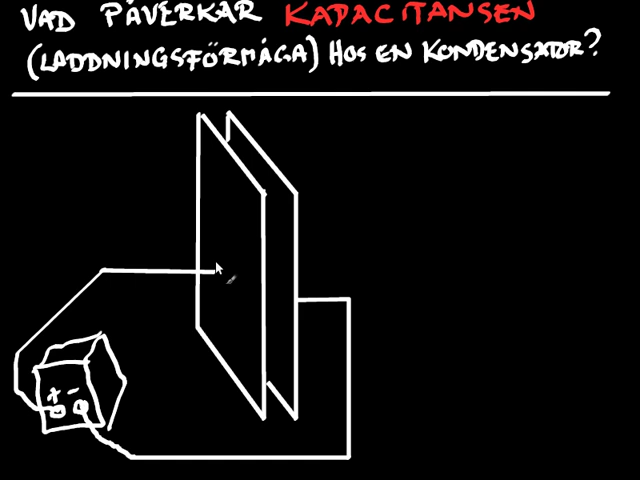 VAD PÅVERKAR KAPACITANSEN
(LADDNINGSFÖRMÅGA) HOS EN KONDENSATOR?
+ -